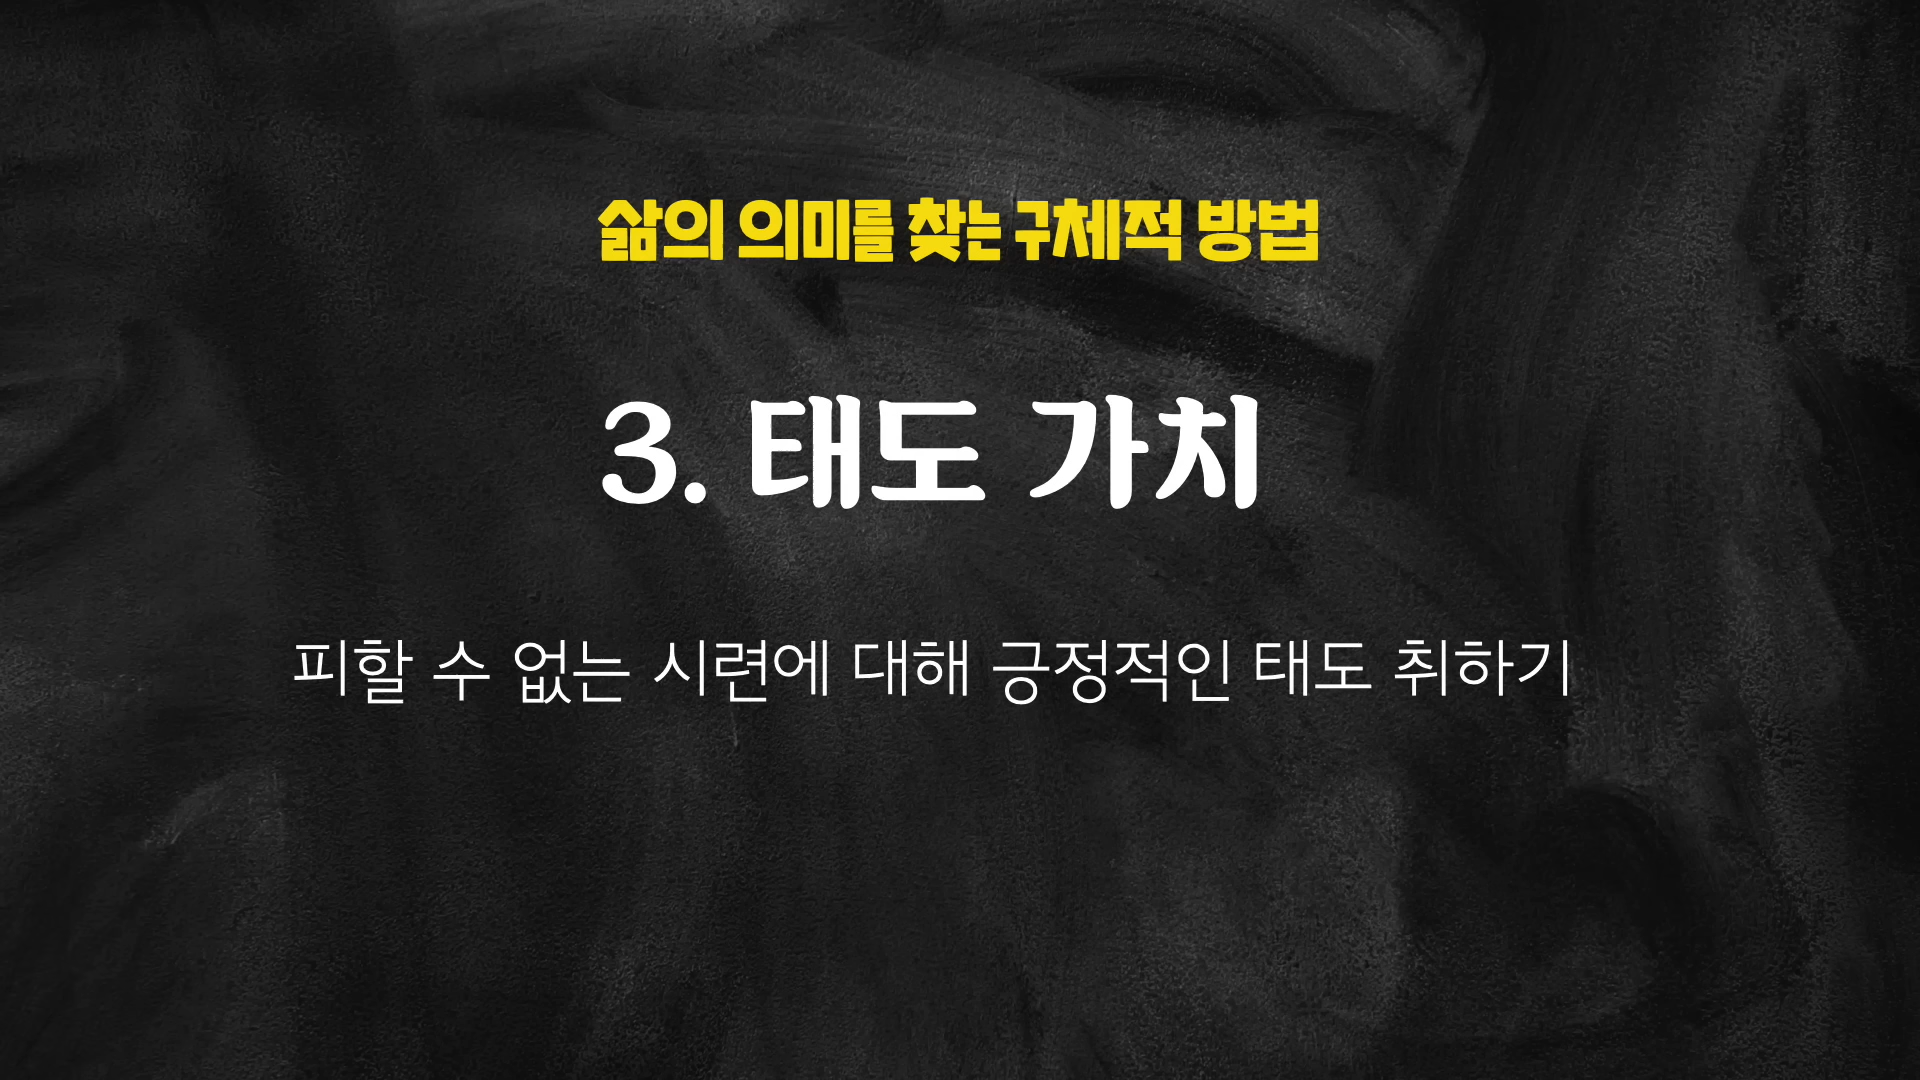 삶의 의미를 찾는 구체적 방법
3. 태도 가치
피할 수 없는 시련에 대해 긍정적인 태도 취하기